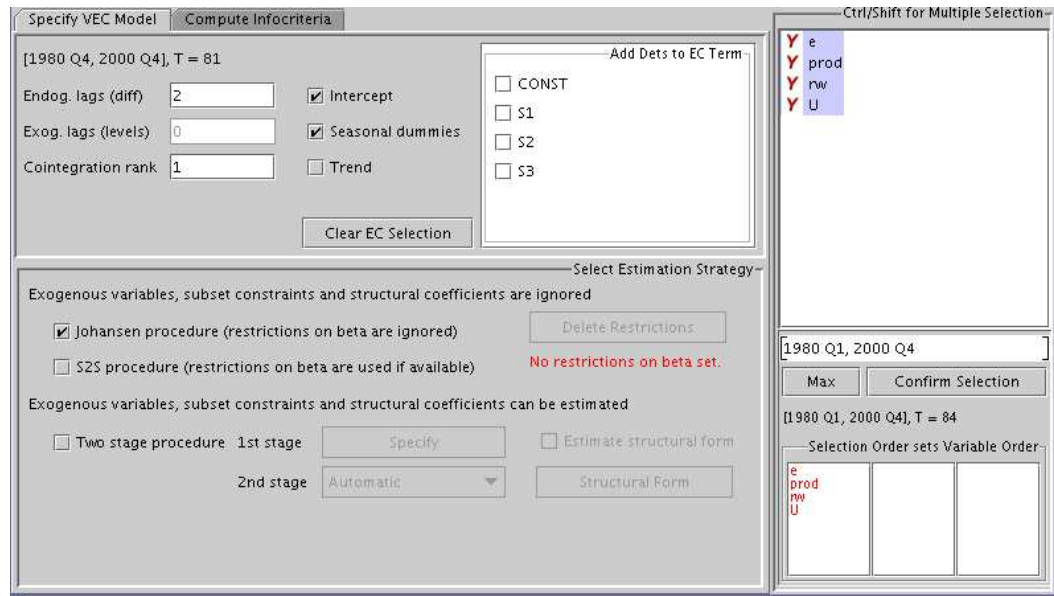 Specify VEC Model
Compute Infocriteria
[1980 Q4, 2000 Q4], T = 81
Endog. lags (diff)
2
Intercept
Exog. lags (levels)
0
Seasonal dummies
Cointegration rank
1
Trend
Clear EC Selection
Add Dets to EC Term
CONST
S1
S2
S3
Select Estimation Strategy
Exogenous variables, subset constraints and structural coefficients are ignored
Johansen procedure (restrictions on beta are ignored)
Delete Restrictions
S2S procedure (restrictions on beta are used if available)
No restrictions on beta set.
Exogenous variables, subset constraints and structural coefficients can be estimated
Two stage procedure
1st stage
Specify
Estimate structural form
2nd stage
Automatic
Structural Form
Ctrl/Shift for Multiple Selection
Y e
Y prod
Y rw
Y U
[1980 Q1, 2000 Q4]
Max
Confirm Selection
[1980 Q1, 2000 Q4], T = 84
Selection Order sets Variable Order
e
prod
rw
U